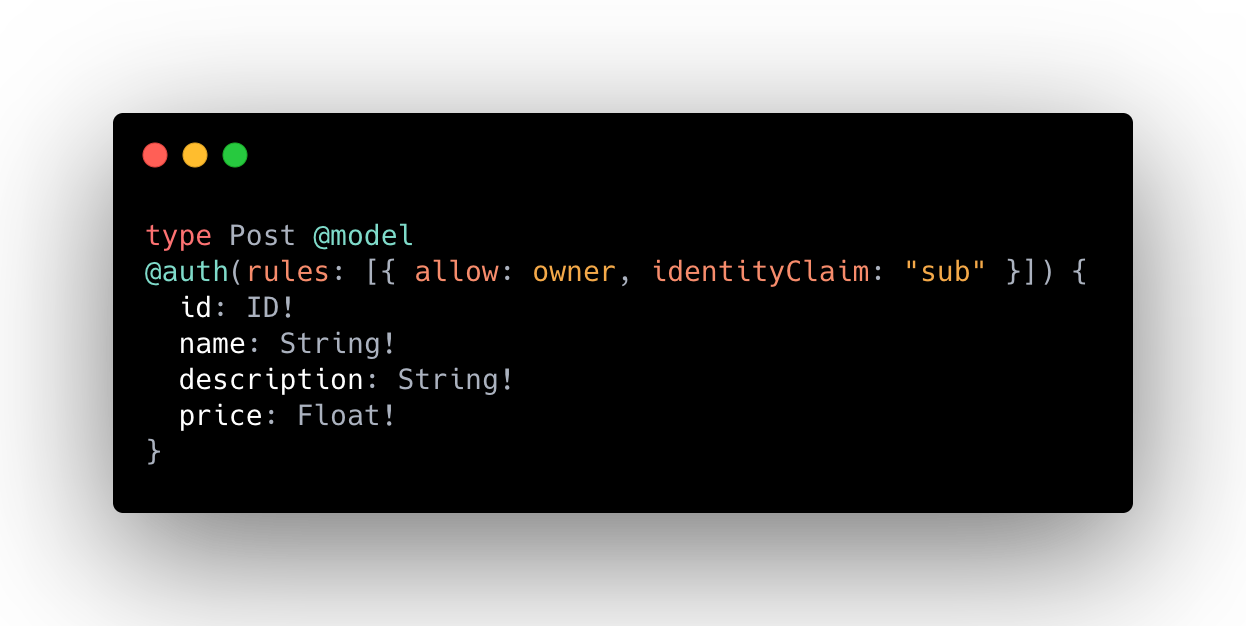 type Post @model
@auth(rules: [{ allow: owner, identityClaim: "sub" }]) {
  id: ID!
  name: String!
  description: String!
  price: Float!
}